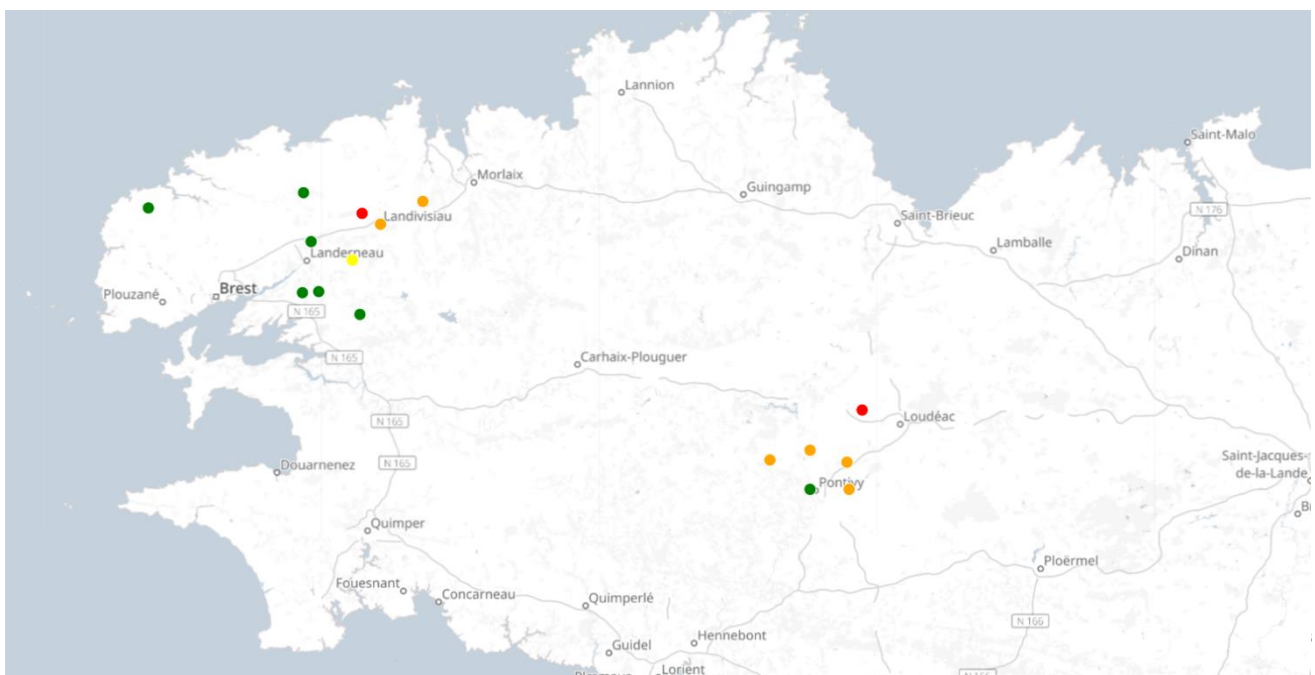 Lannion
Saint-Malo
Morlaix
Guingamp
N 176
Landivisiau
Saint-Brieuc
Lamballe
Dinan
Landerneau
Brest
Plouzané
N 165
N 165
Carhaix-Plouguer
Loudéac
N 165
Saint-Jacques-
de-la-Lande
Douarnenez
N 165
Pontivy
Quimper
Ploërmel
Fouesnant
Concarneau
Quimperlé
N 166
Hennebont
Guidel
Lorient